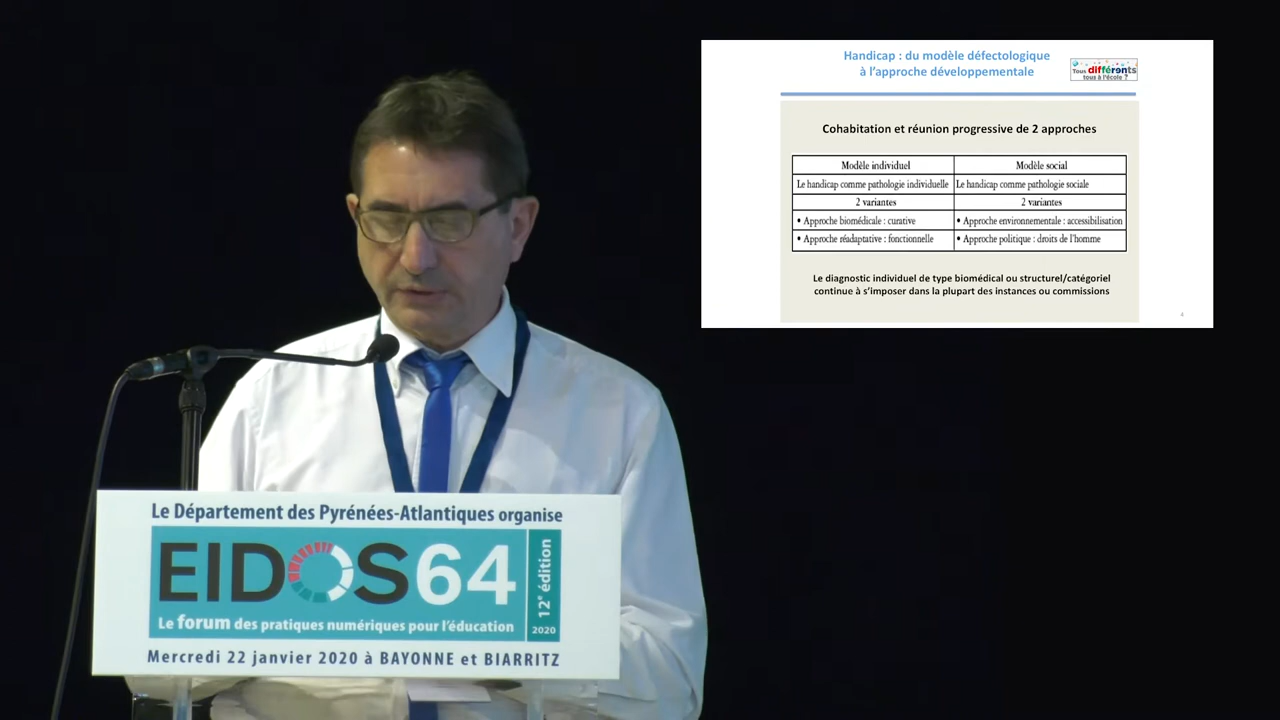 Handicap : du modèle défectologique
à l'approche développementale
Tous différents
tous à l'école ?
Cohabitation et réunion progressive de 2 approches
Modèle individuel
Modèle social
Le handicap comme pathologie individuelle
Le handicap comme pathologie sociale
2 variantes
2 variantes
• Approche biomédicale : curative
• Approche environnementale : accessibilisation
• Approche réadaptative : fonctionnelle
• Approche politique : droits de l'homme
Le diagnostic individuel de type biomédical ou structurel/catégoriel
continue à s'imposer dans la plupart des instances ou commissions
4
Le Département des Pyrénées-Atlantiques organise
EIDOS64
12e édition
2020
Le forum des pratiques numériques pour l'éducation
Mercredi 22 janvier 2020 à BAYONNE et BIARRITZ